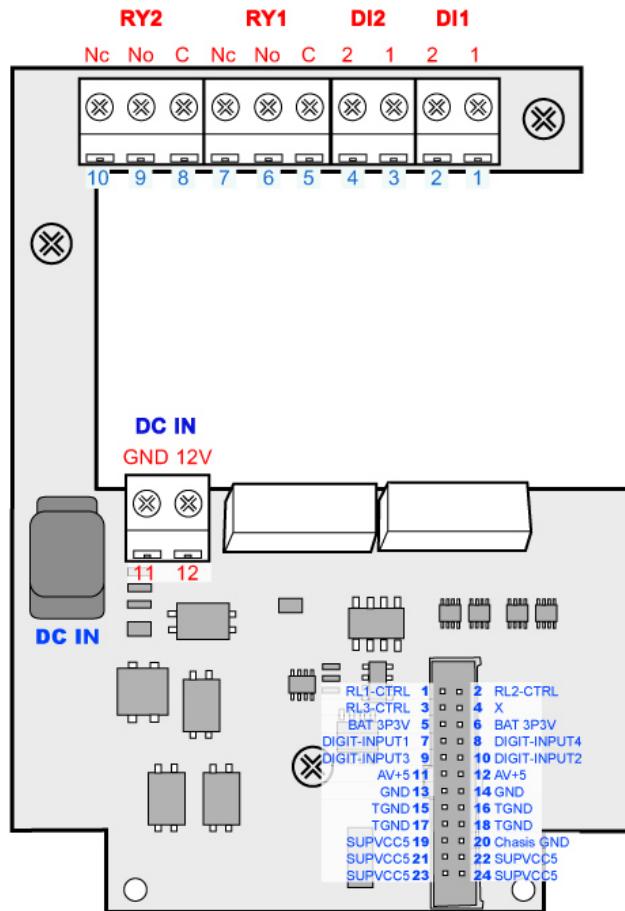 RY2 RY1 DI2 DI1
Nc No C Nc No C 2 1 2 1
10 9 8 7 6 5 4 3 2 1
DC IN
GND 12V
11 12
DC IN
RL1-CTRL 1 2 RL2-CTRL
RL3-CTRL 3 4 X
BAT 3P3V 5 6 BAT 3P3V
DIGIT-INPUT1 7 8 DIGIT-INPUT4
DIGIT-INPUT3 9 10 DIGIT-INPUT2
AV+5 11 12 AV+5
GND 13 14 GND
TGND 15 16 TGND
TGND 17 18 TGND
SUPVCC5 19 20 Chasis GND
SUPVCC5 21 22 SUPVCC5
SUPVCC5 23 24 SUPVCC5